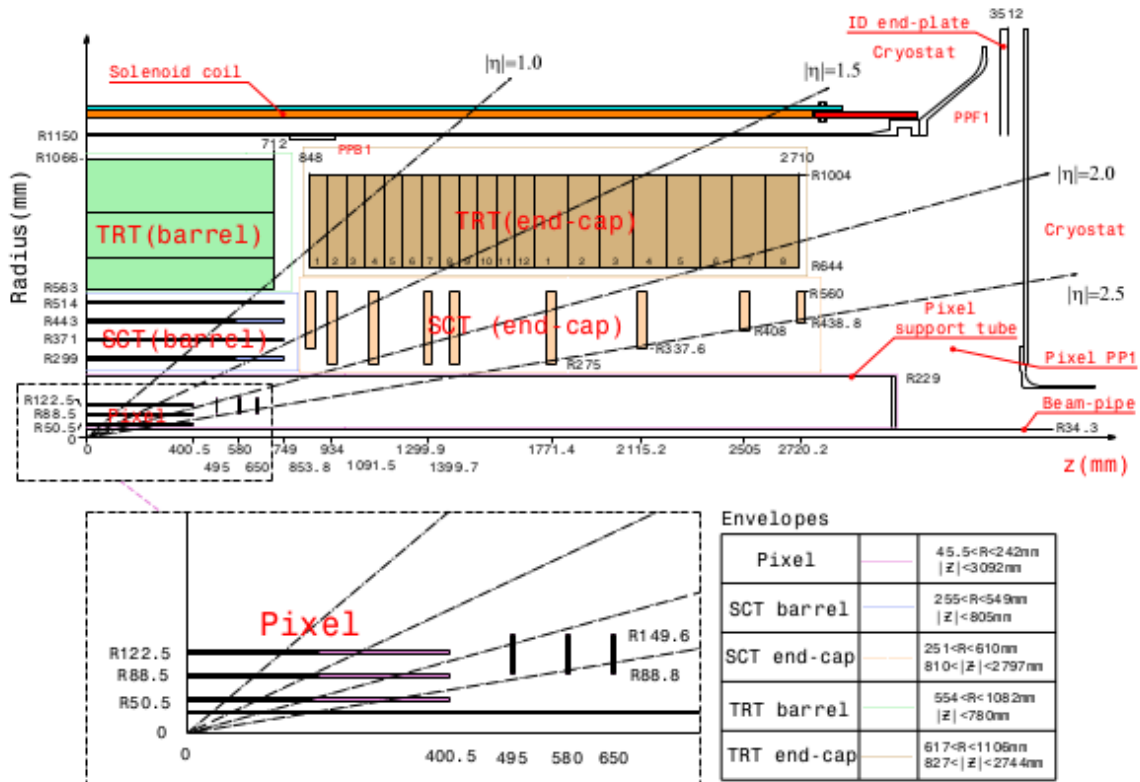 3512
ID end-plate
Cryostat
|η|=1.0
|η|=1.5
Solenoid coil
PPF1
R1150
712
PPB1
R1066
848
2710
R1004
|η|=2.0
Radius(mm)
TRT(barrel)
TRT(end-cap)
Cryostat
1 2 3 4 5 6 7 8 9 10 11 12 1 2 3 4 5 6 7 8
R644
R563
R560
|η|=2.5
R514
R443
SCT(barrel)
SCT (end-cap)
R438.8
R408
Pixel
support tube
R371
R337.6
Pixel PP1
R299
R275
R229
R122.5
Pixel
R88.5
Beam-pipe
R50.5
R34.3
0
0 400.5 580 749 934 1299.9 1771.4 2115.2 2505 2720.2
495 650 853.8 1091.5 1399.7
z(mm)
Pixel
R149.6
R122.5
R88.5
R88.8
R50.5
0
0
400.5 495 580 650
Envelopes
Pixel
45.5<R<242mm
|Z|<3092mm
SCT barrel
255<R<549mm
|Z|<805mm
SCT end-cap
251<R<610mm
810<|Z|<2797mm
TRT barrel
554<R<1082mm
|Z|<780mm
TRT end-cap
617<R<1106mm
827<|Z|<2744mm